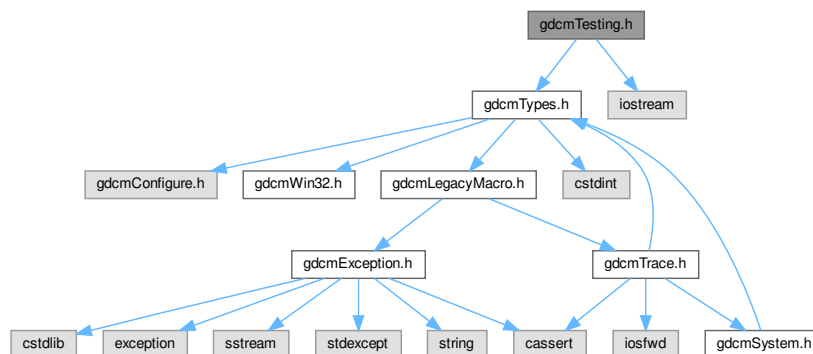 gdcmTesting.h
gdcmTypes.h
iostream
gdcmConfigure.h
gdcmWin32.h
gdcmLegacyMacro.h
cstdint
gdcmException.h
gdcmTrace.h
cstdlib
exception
sstream
stdexcept
string
cassert
iosfwd
gdcmSystem.h